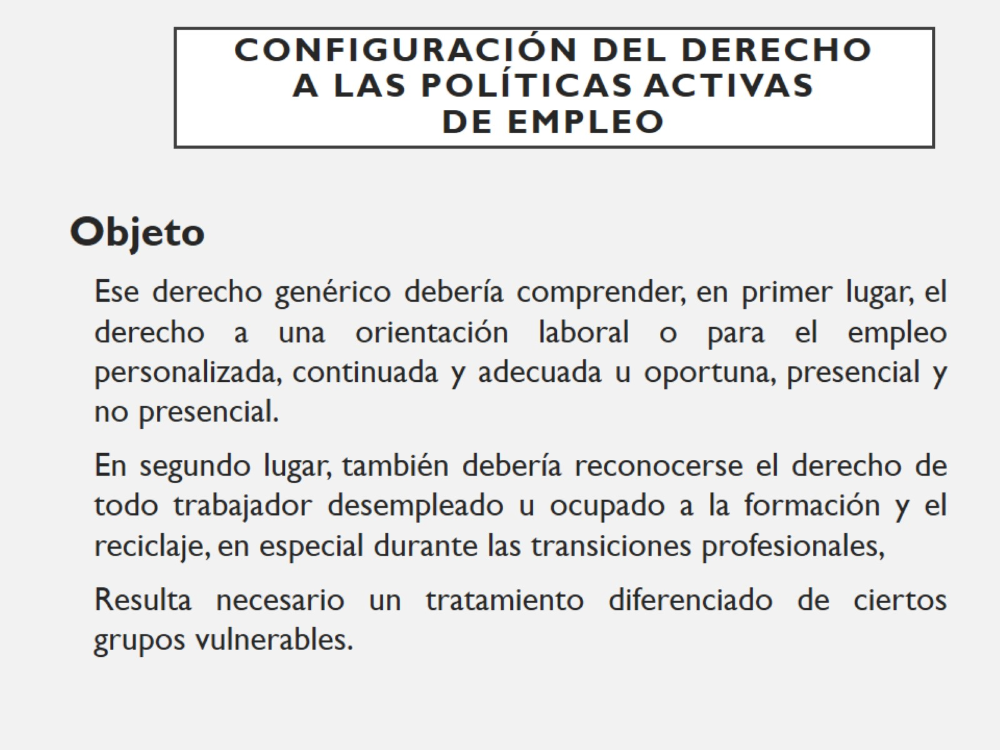 CONFIGURACIÓN DEL DERECHO
A LAS POLÍTICAS ACTIVAS
DE EMPLEO
Objeto
Ese derecho genérico debería comprender, en primer lugar, el
derecho a una orientación laboral o para el empleo
personalizada, continuada y adecuada u oportuna, presencial y
no presencial.
En segundo lugar, también debería reconocerse el derecho de
todo trabajador desempleado u ocupado a la formación y el
reciclaje, en especial durante las transiciones profesionales,
Resulta necesario un tratamiento diferenciado de ciertos
grupos vulnerables.